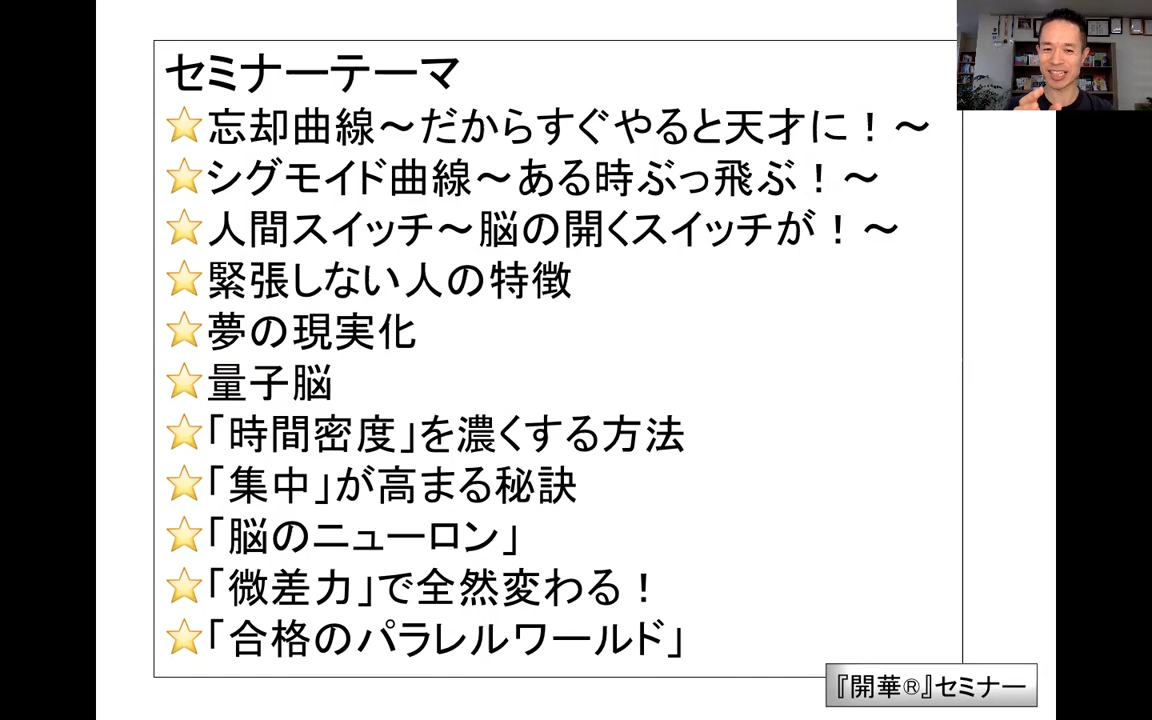 セミナーテーマ
⭐忘却曲線～だからすぐやると天才に！～
⭐シグモイド曲線～ある時ぶっ飛ぶ！～
⭐人間スイッチ～脳の開くスイッチが！～
⭐緊張しない人の特徴
⭐夢の現実化
⭐量子脳
⭐「時間密度」を濃くする方法
⭐「集中」が高まる秘訣
⭐「脳のニューロン」
⭐「微差力」で全然変わる！
⭐「合格のパラレルワールド」
『開華®』セミナー